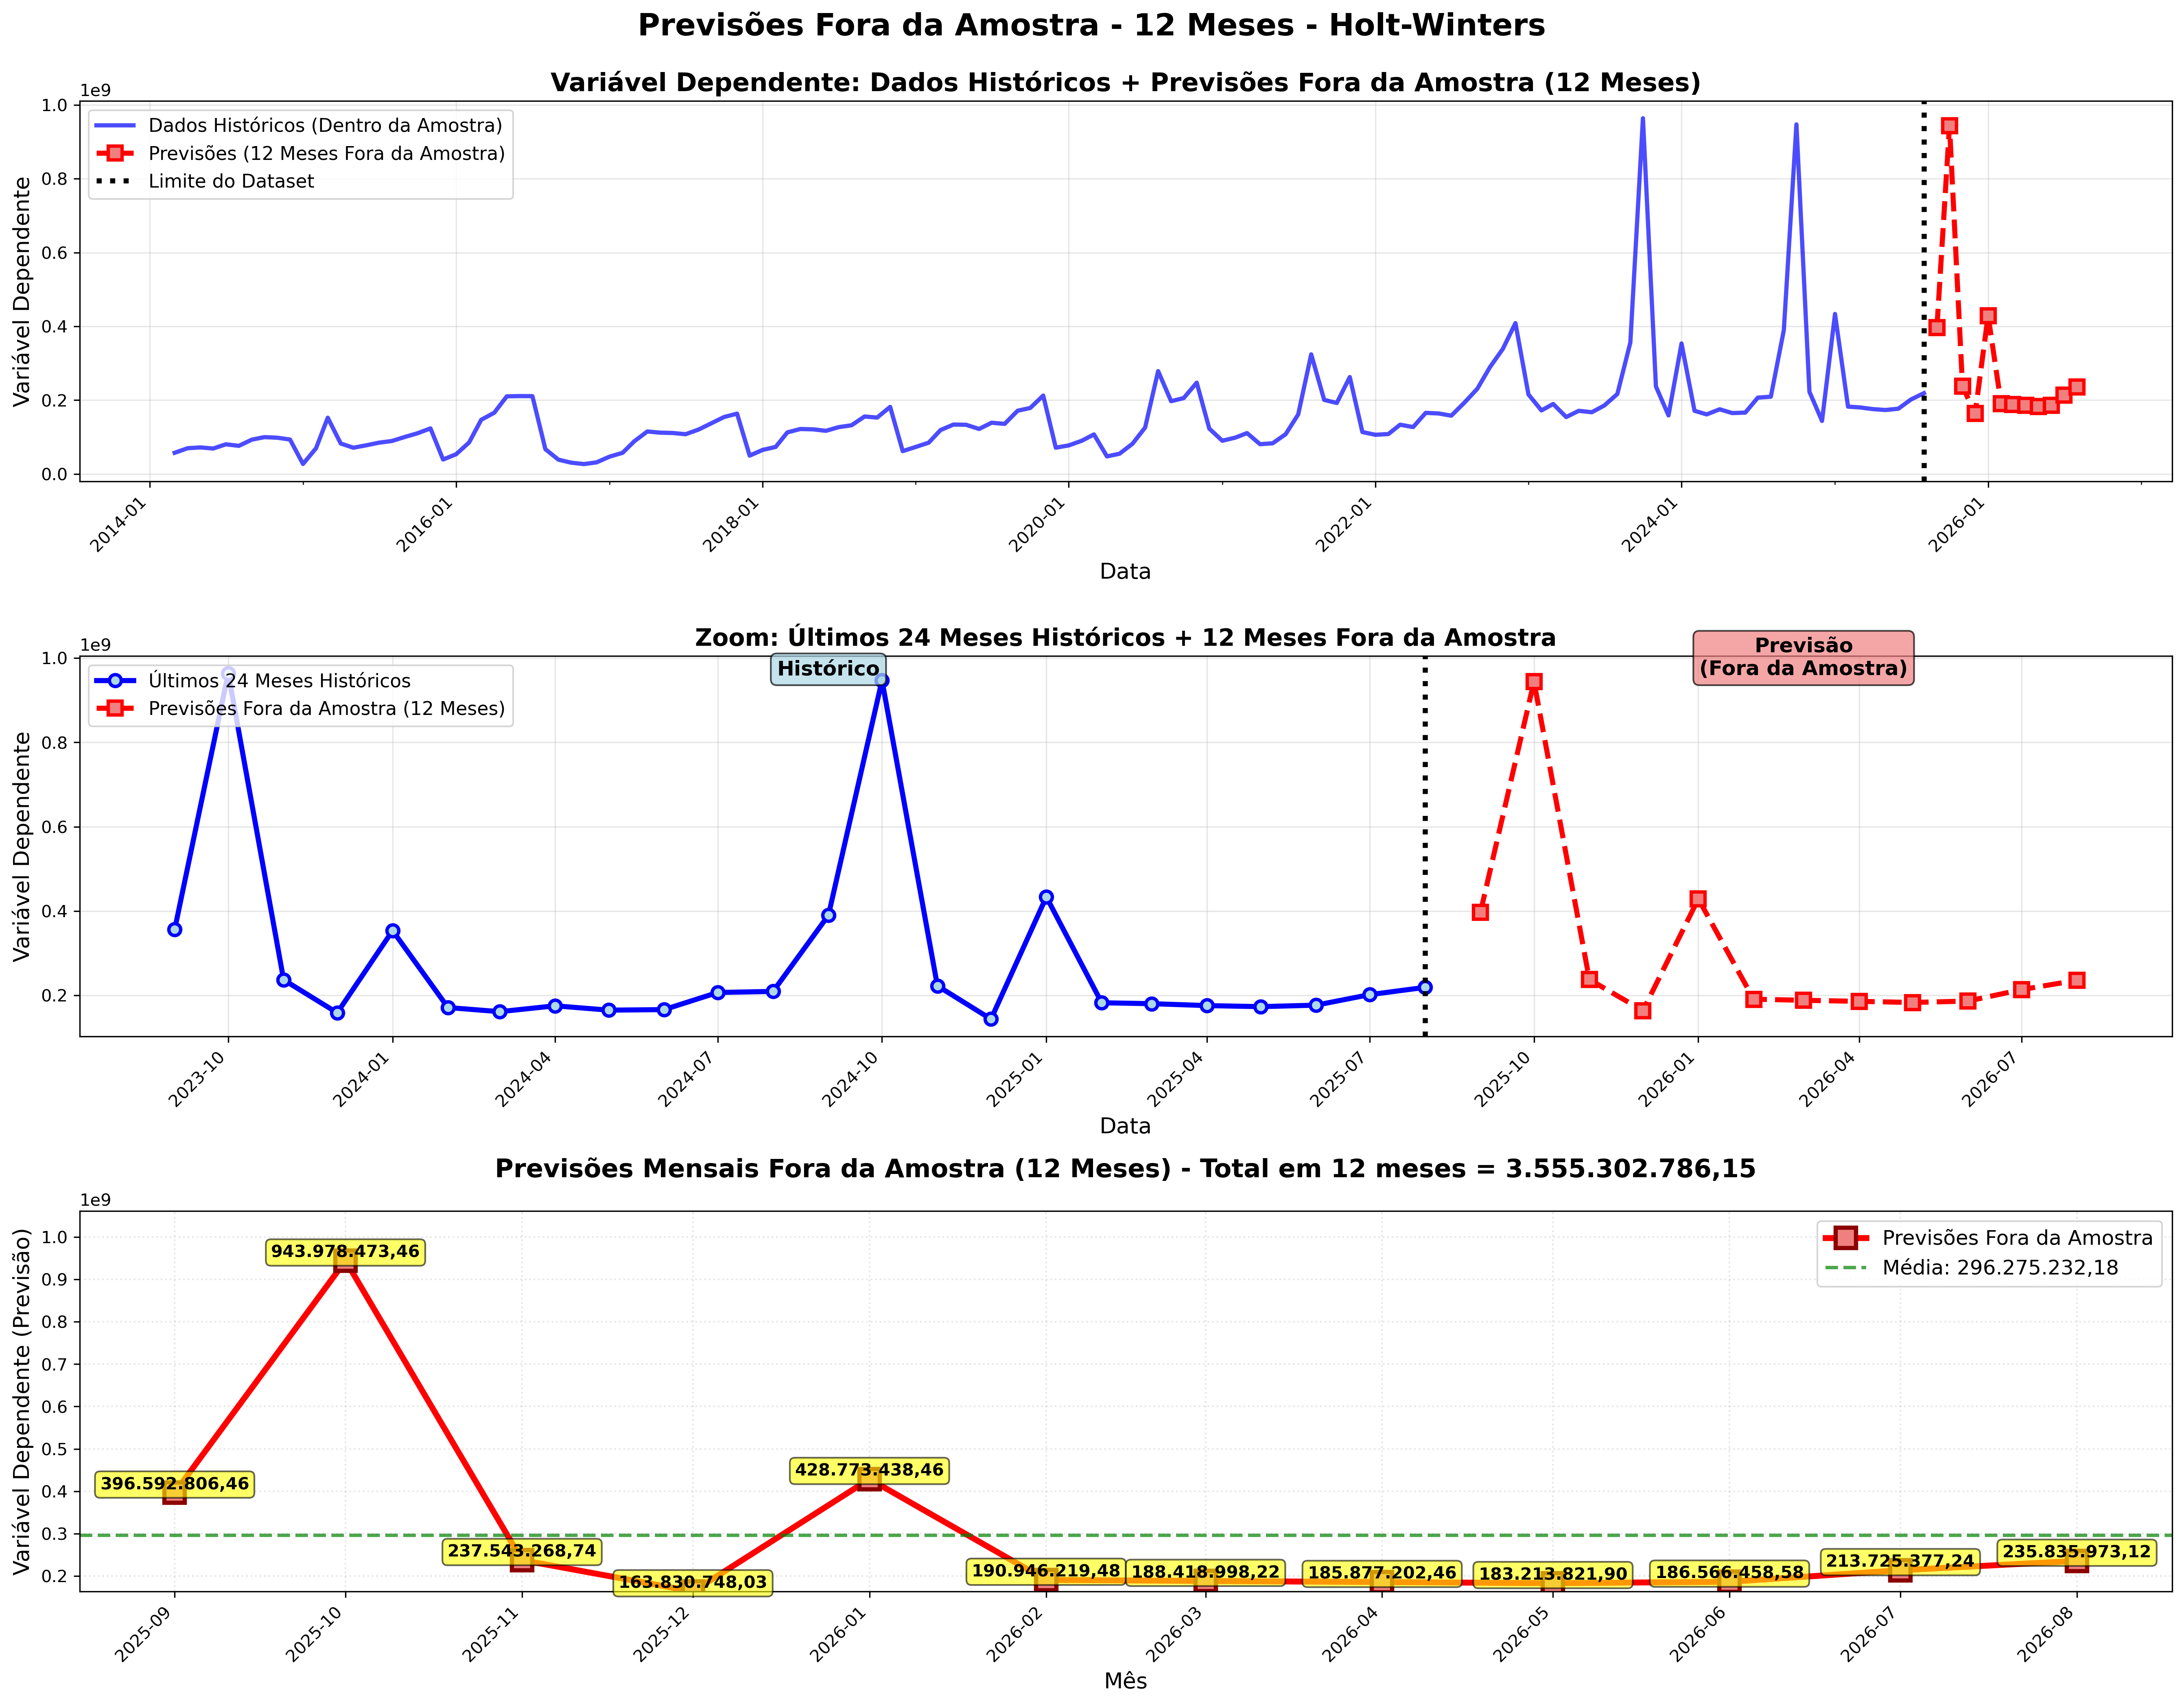 Previsões Fora da Amostra - 12 Meses - Holt-Winters
Variável Dependente: Dados Históricos + Previsões Fora da Amostra (12 Meses)
1e9
Dados Históricos (Dentro da Amostra)
Previsões (12 Meses Fora da Amostra)
Limite do Dataset
Variável Dependente
1.0
0.8
0.6
0.4
0.2
0.0
2014-01
2016-01
2018-01
2020-01
2022-01
2024-01
2026-01
Data
Zoom: Últimos 24 Meses Históricos + 12 Meses Fora da Amostra
1e9
Últimos 24 Meses Históricos
Previsões Fora da Amostra (12 Meses)
Histórico
Previsão
(Fora da Amostra)
Variável Dependente
1.0
0.8
0.6
0.4
0.2
2023-10
2024-01
2024-04
2024-07
2024-10
2025-01
2025-04
2025-07
2025-10
2026-01
2026-04
2026-07
Data
Previsões Mensais Fora da Amostra (12 Meses) - Total em 12 meses = 3.555.302.786,15
1e9
Previsões Fora da Amostra
Média: 296.275.232,18
Variável Dependente (Previsão)
1.0
0.9
0.8
0.7
0.6
0.5
0.4
0.3
0.2
396.592.806,46
943.978.473,46
237.543.268,74
163.830.748,03
428.773.438,46
190.946.219,48
188.418.998,22
185.877.202,46
183.213.821,90
186.566.458,58
213.725.377,24
235.835.973,12
2025-09
2025-10
2025-11
2025-12
2026-01
2026-02
2026-03
2026-04
2026-05
2026-06
2026-07
2026-08
Mês